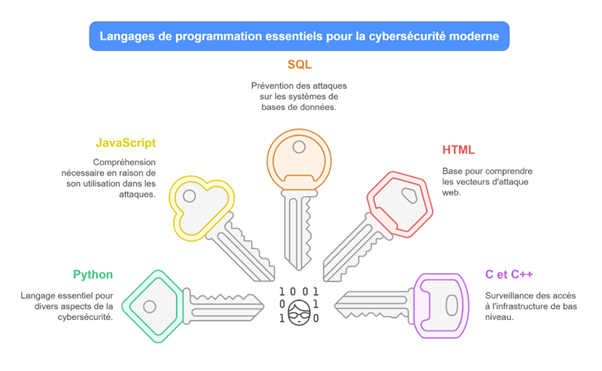 Langages de programmation essentiels pour la cybersécurité moderne
SQL
Prévention des attaques
sur les systèmes de
bases de données.
JavaScript
Compréhension
nécessaire en raison de
son utilisation dans les
attaques.
HTML
Base pour comprendre
les vecteurs d'attaque
web.
Python
Langage essentiel pour
divers aspects de la
cybersécurité.
C et C++
Surveillance des accès
à l'infrastructure de bas
niveau.
1 0 0 1
0 1
1 0